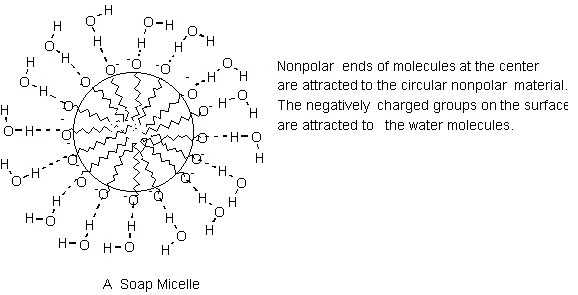 Nonpolar ends of molecules at the center
are attracted to the circular nonpolar material.
The negatively charged groups on the surface
are attracted to the water molecules.
A Soap Micelle